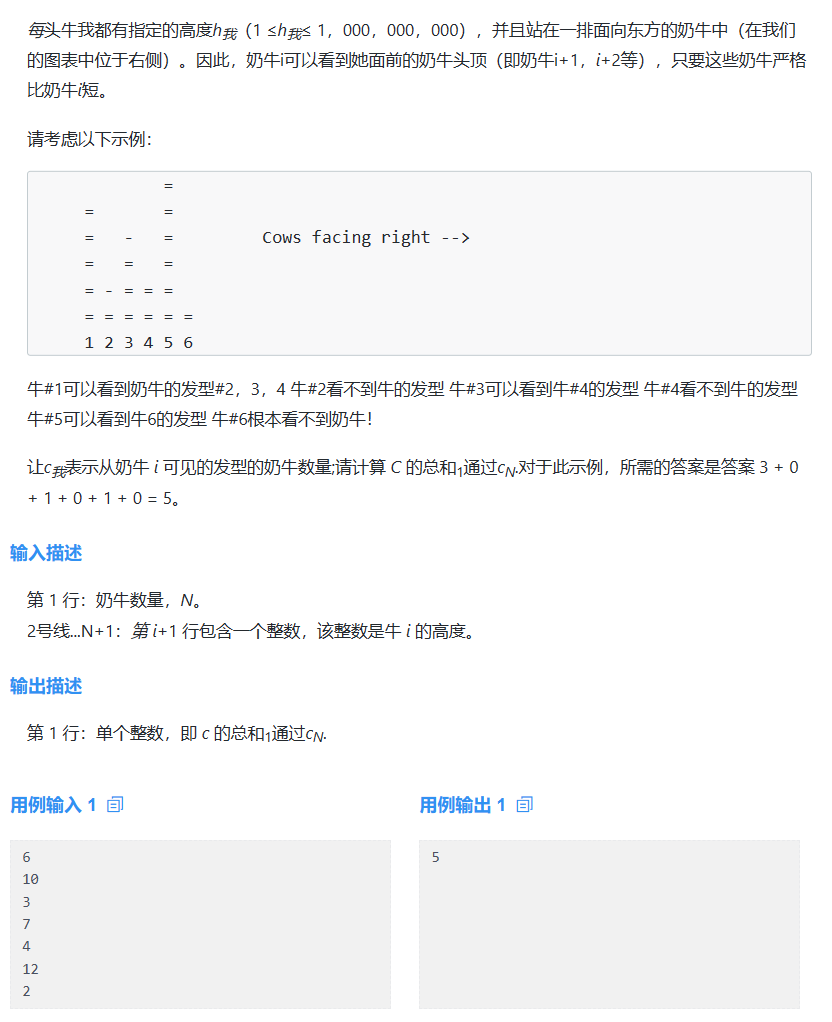 每头牛我都有指定的高度h我（1 ≤h我≤ 1，000，000，000），并且站在一排面向东方的奶牛中（在我们
的图表中位于右侧）。因此，奶牛i可以看到她面前的奶牛头顶（即奶牛i+1，i+2等），只要这些奶牛严格
比奶牛i短。
请考虑以下示例：
=
= =
= - = Cows facing right -->
= = =
= - = = =
= = = = = =
1 2 3 4 5 6
牛#1可以看到奶牛的发型#2，3，4 牛#2看不到牛的发型 牛#3可以看到牛#4的发型 牛#4看不到牛的发型
牛#5可以看到牛6的发型 牛#6根本看不到奶牛！
让c我表示从奶牛 i 可见的发型的奶牛数量;请计算 C 的总和1通过cN.对于此示例，所需的答案是答案 3 + 0
+ 1 + 0 + 1 + 0 = 5。
输入描述
第 1 行：奶牛数量，N。
2号线...N+1：第 i+1 行包含一个整数，该整数是牛 i 的高度。
输出描述
第 1 行：单个整数，即 c 的总和1通过cN.
用例输入 1
6
10
3
7
4
12
2
用例输出 1
5